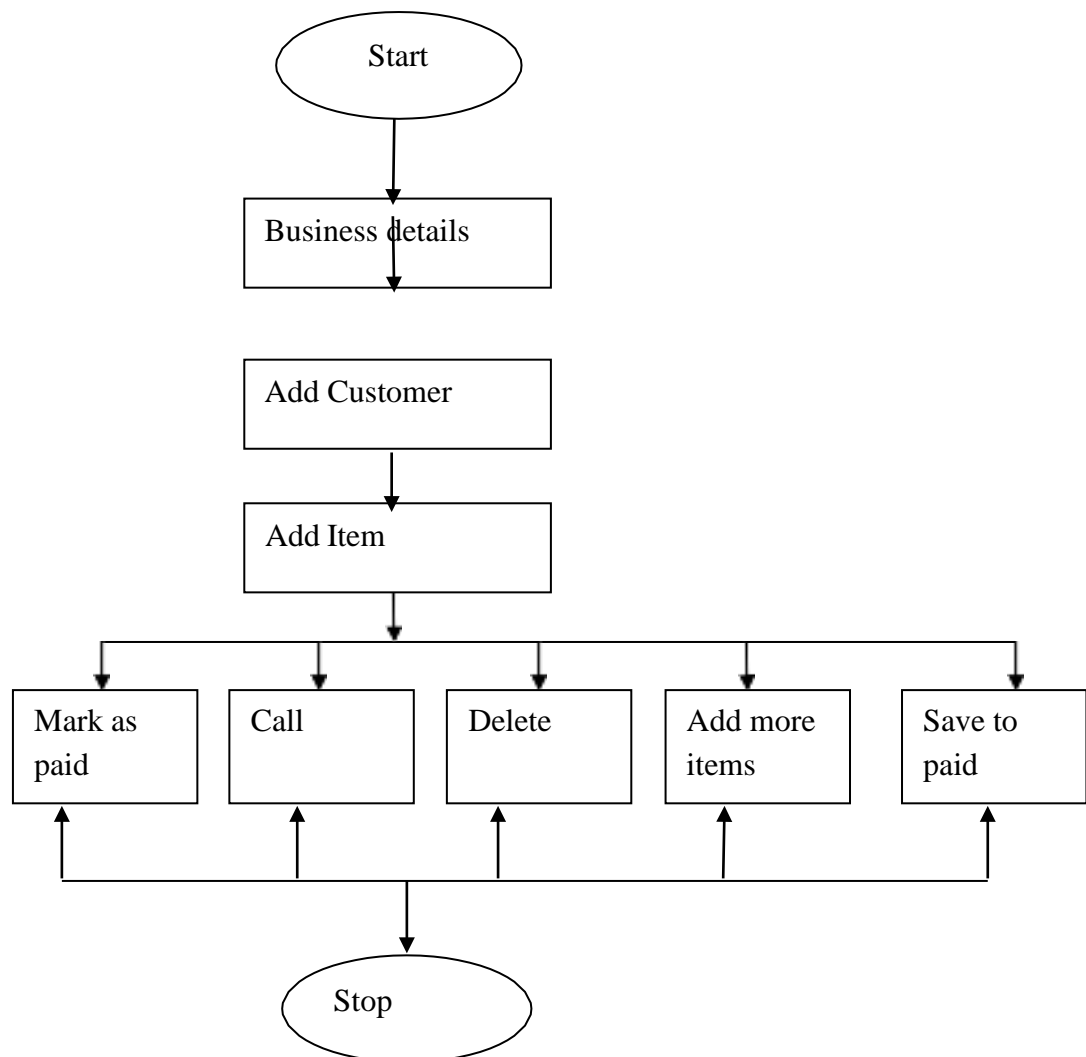 Start
Business details
Add Customer
Add Item
Mark as
paid
Call
Delete
Add more
items
Save to
paid
Stop